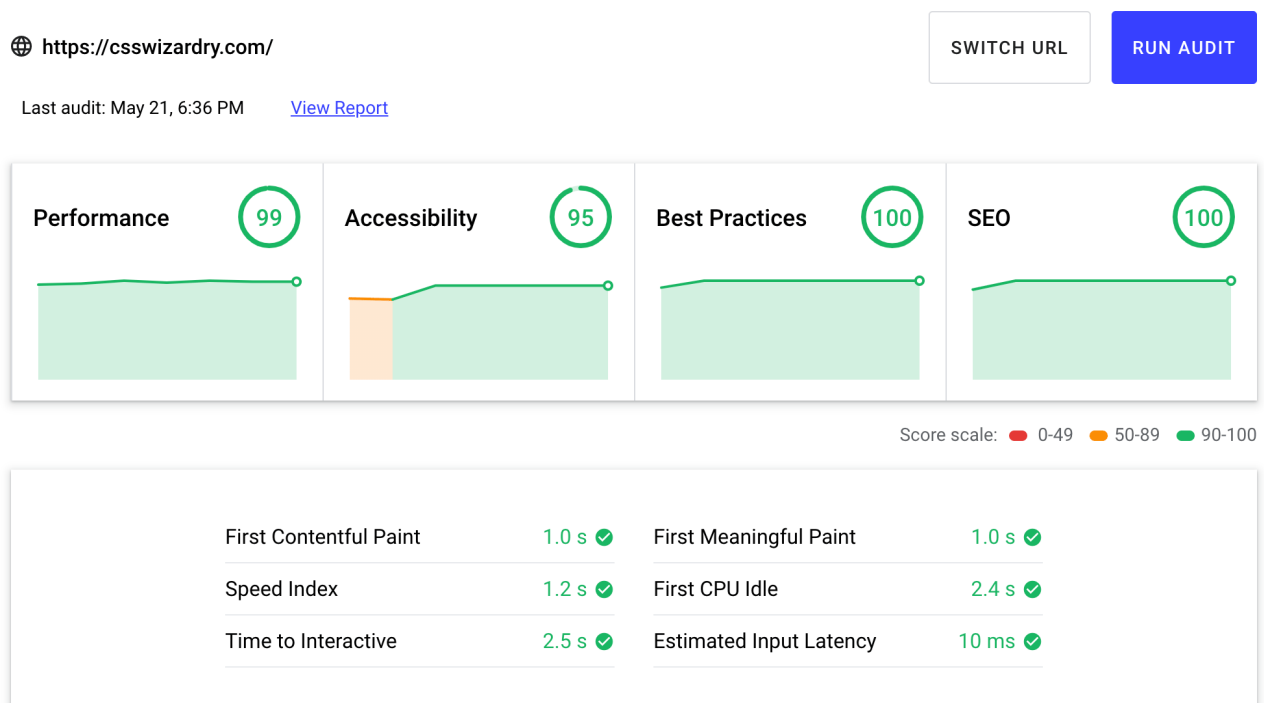 https://csswizardry.com/
SWITCH URL
RUN AUDIT
Last audit: May 21, 6:36 PM
View Report
Performance
99
Accessibility
95
Best Practices
100
SEO
100
Score scale: 0-49 50-89 90-100
First Contentful Paint 1.0 s
First Meaningful Paint 1.0 s
Speed Index 1.2 s
First CPU Idle 2.4 s
Time to Interactive 2.5 s
Estimated Input Latency 10 ms